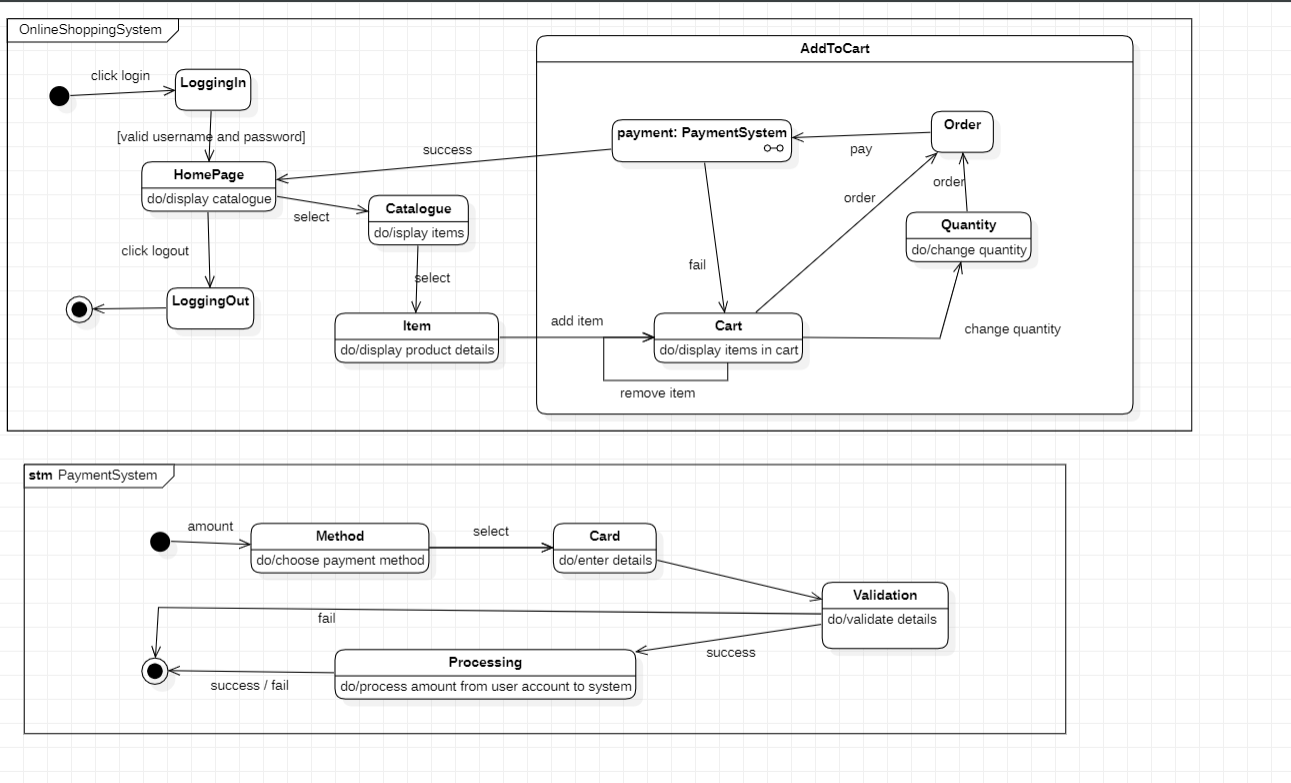 OnlineShoppingSystem
AddToCart
click login
LoggingIn
[valid username and password]
HomePage
do/display catalogue
success
payment: PaymentSystem
pay
Order
select
Catalogue
do/isplay items
order
order
Quantity
do/change quantity
click logout
LoggingOut
select
fail
Item
do/display product details
add item
Cart
do/display items in cart
change quantity
remove item
stm PaymentSystem
amount
Method
do/choose payment method
select
Card
do/enter details
Validation
do/validate details
fail
success
Processing
do/process amount from user account to system
success / fail